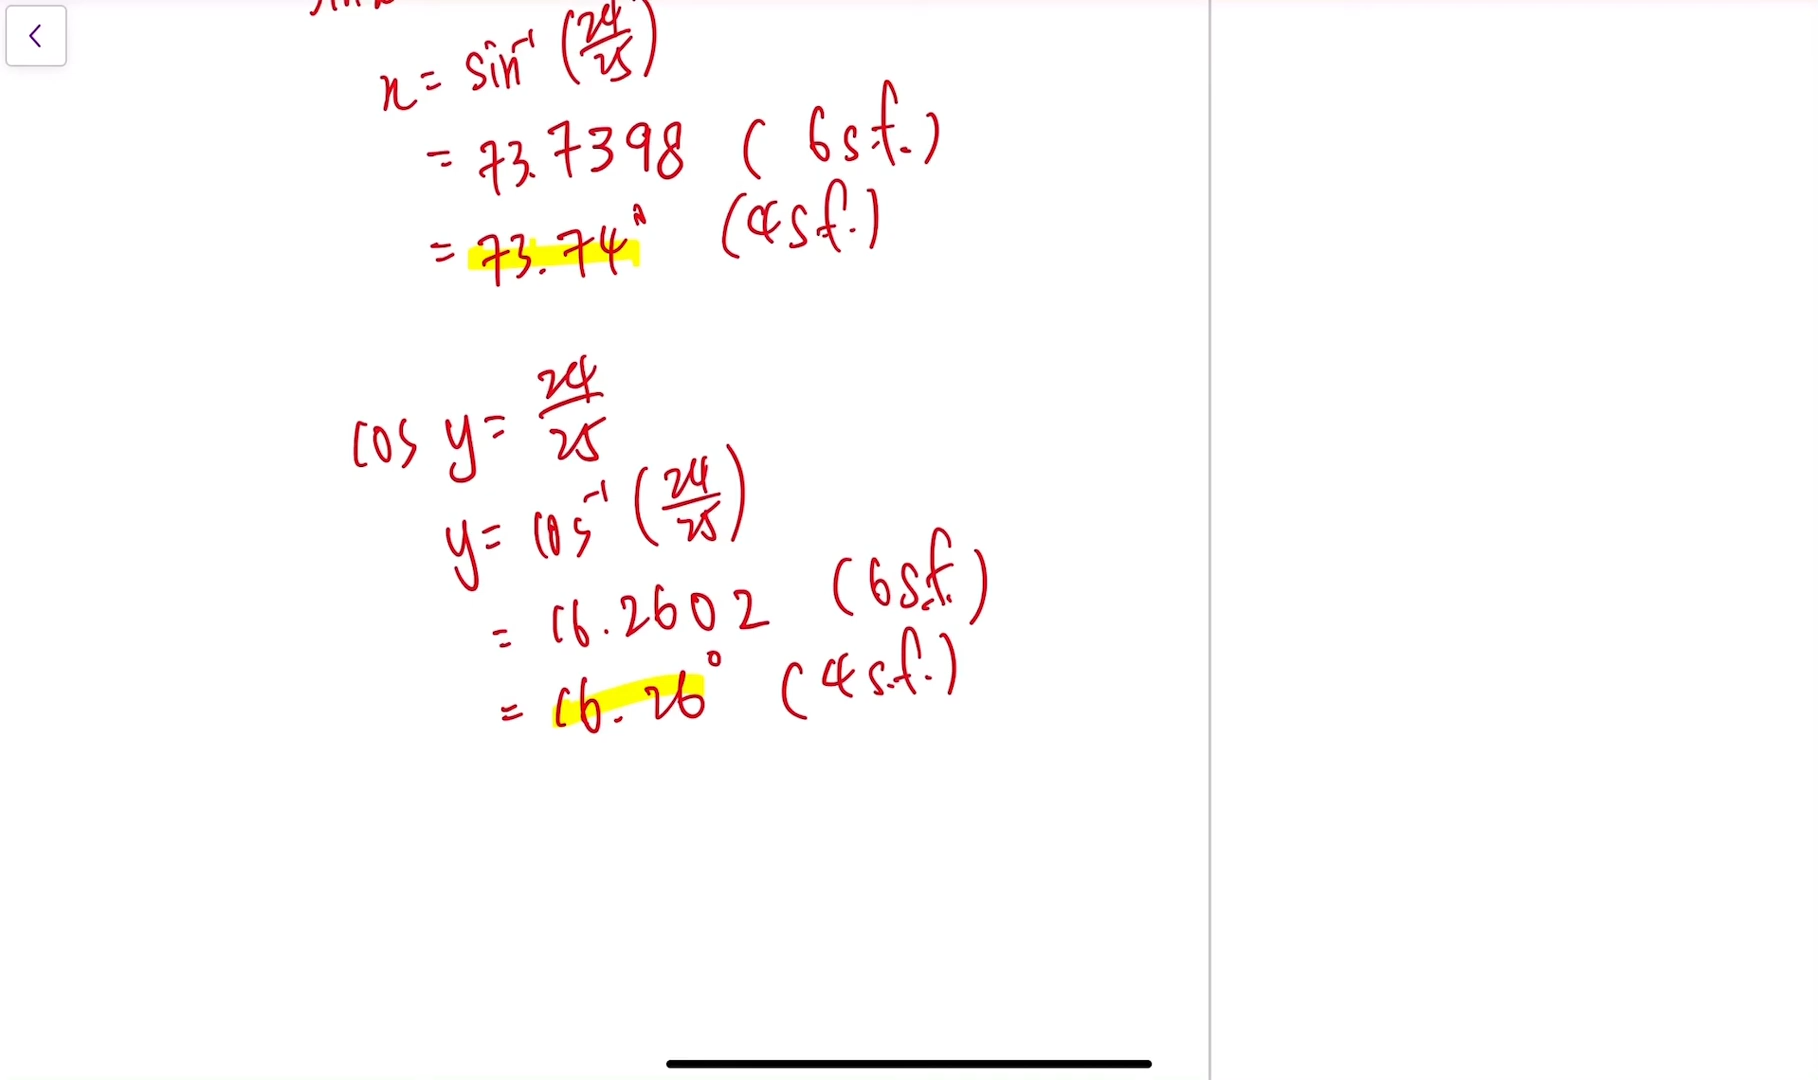 x = sin⁻¹ (24/25)
= 73.7398 (6 s.f.)
= 73.74° (4 s.f.)
cos y = 24/25
y = cos⁻¹ (24/25)
= 16.2602 (6 s.f.)
= 16.26° (4 s.f.)